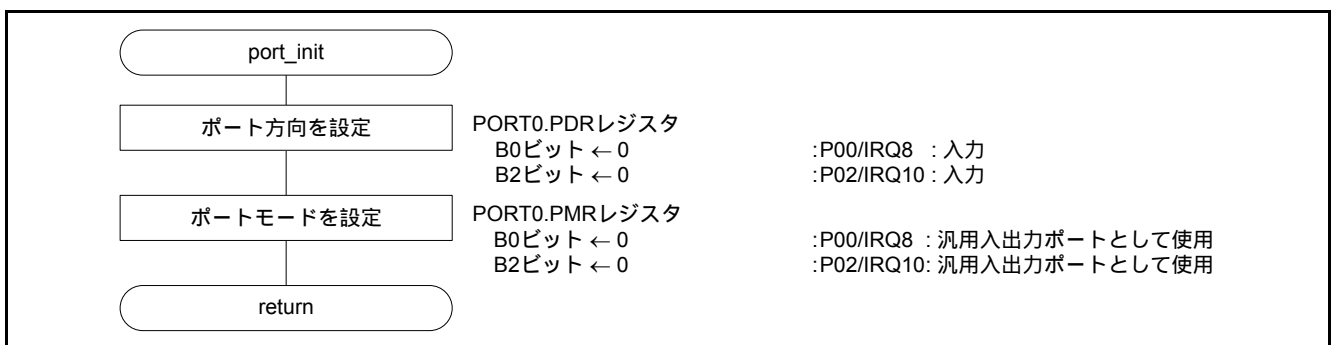 port_init
ポート方向を設定
PORT0.PDRレジスタ
B0ビット ← 0 :P00/IRQ8 : 入力
B2ビット ← 0 :P02/IRQ10 : 入力
ポートモードを設定
PORT0.PMRレジスタ
B0ビット ← 0 :P00/IRQ8 : 汎用入出力ポートとして使用
B2ビット ← 0 :P02/IRQ10: 汎用入出力ポートとして使用
return